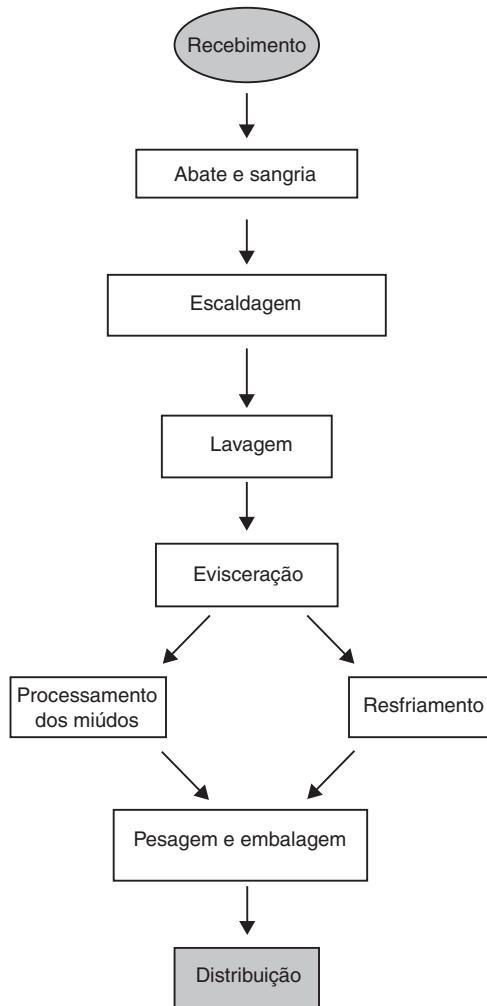 Recebimento
Abate e sangria
Escaldagem
Lavagem
Evisceração
Processamento
dos miúdos
Resfriamento
Pesagem e embalagem
Distribuição